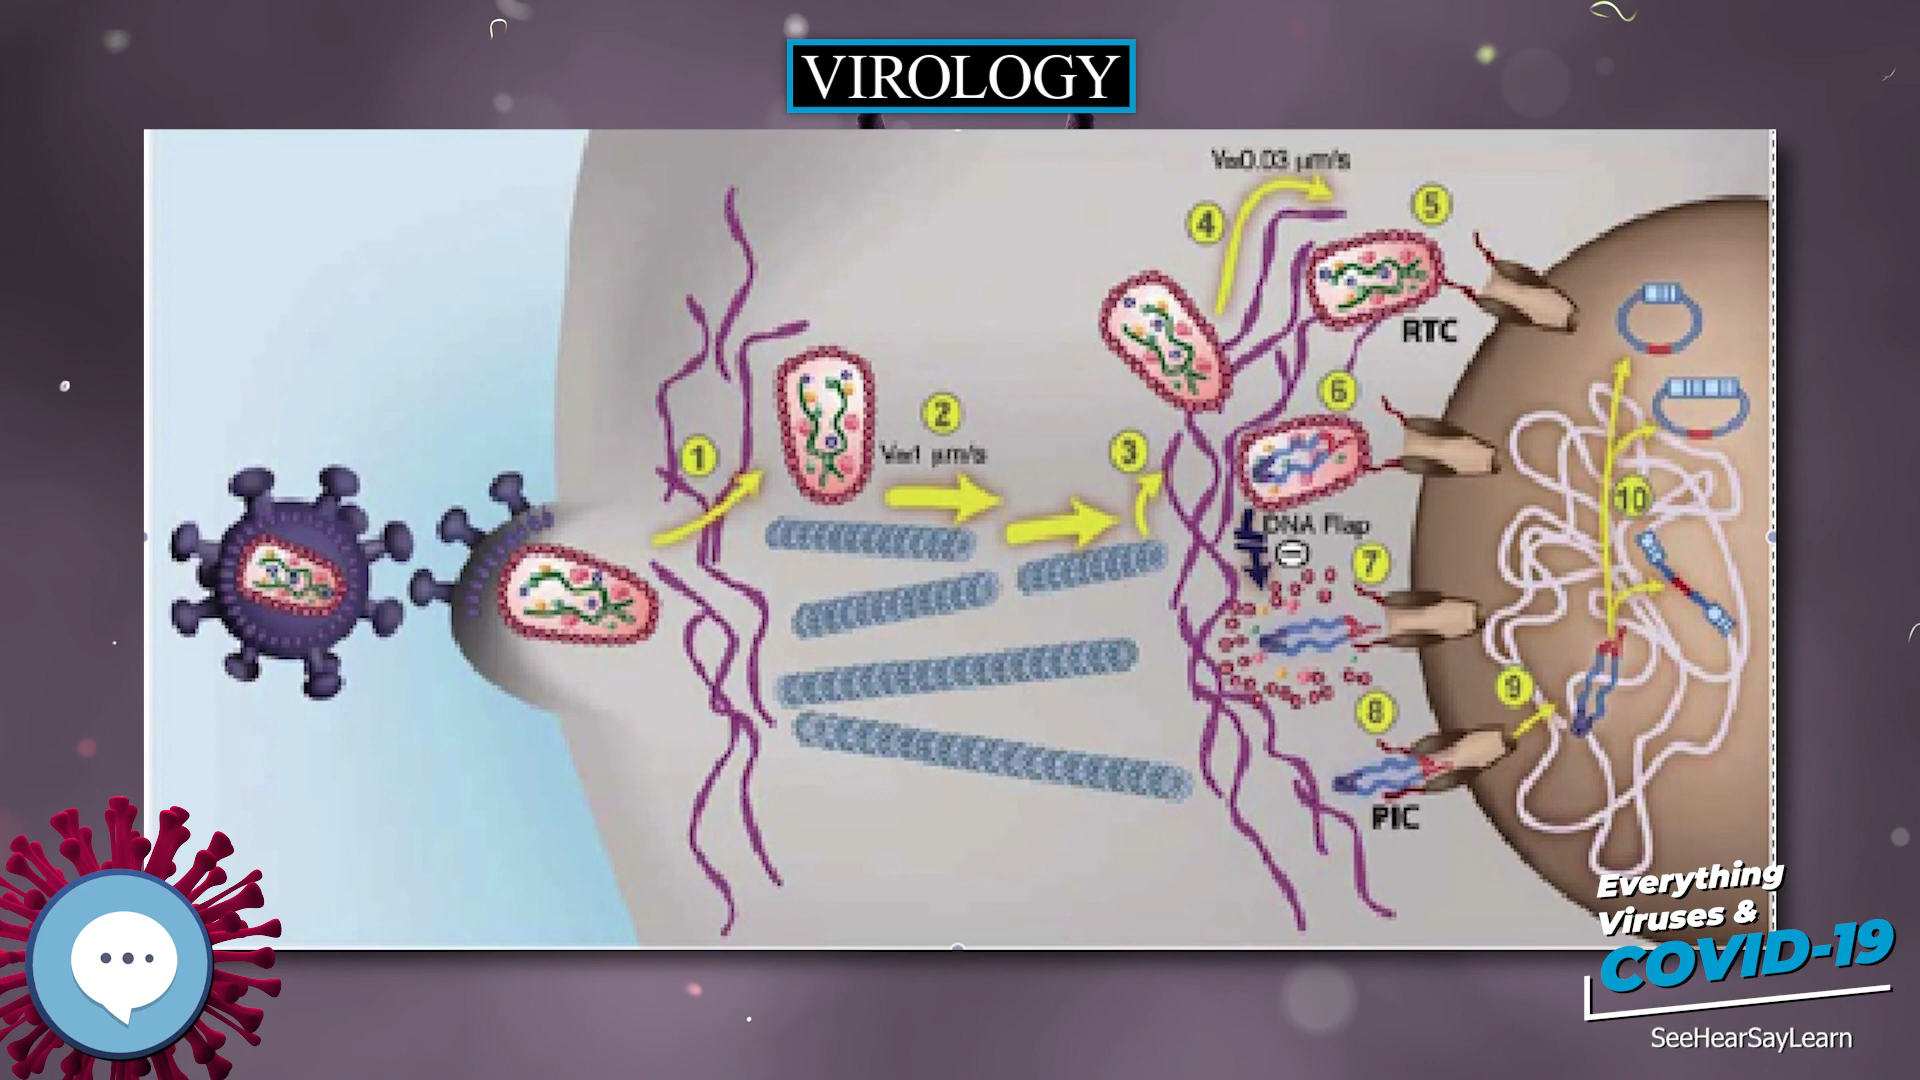 VIROLOGY
V≈0.03 µm/s
4
5
RTC
6
2
V≈1 µm/s
1
3
10
DNA Flap
7
9
8
PIC
Everything
Viruses &
COVID-19
SeeHearSayLearn